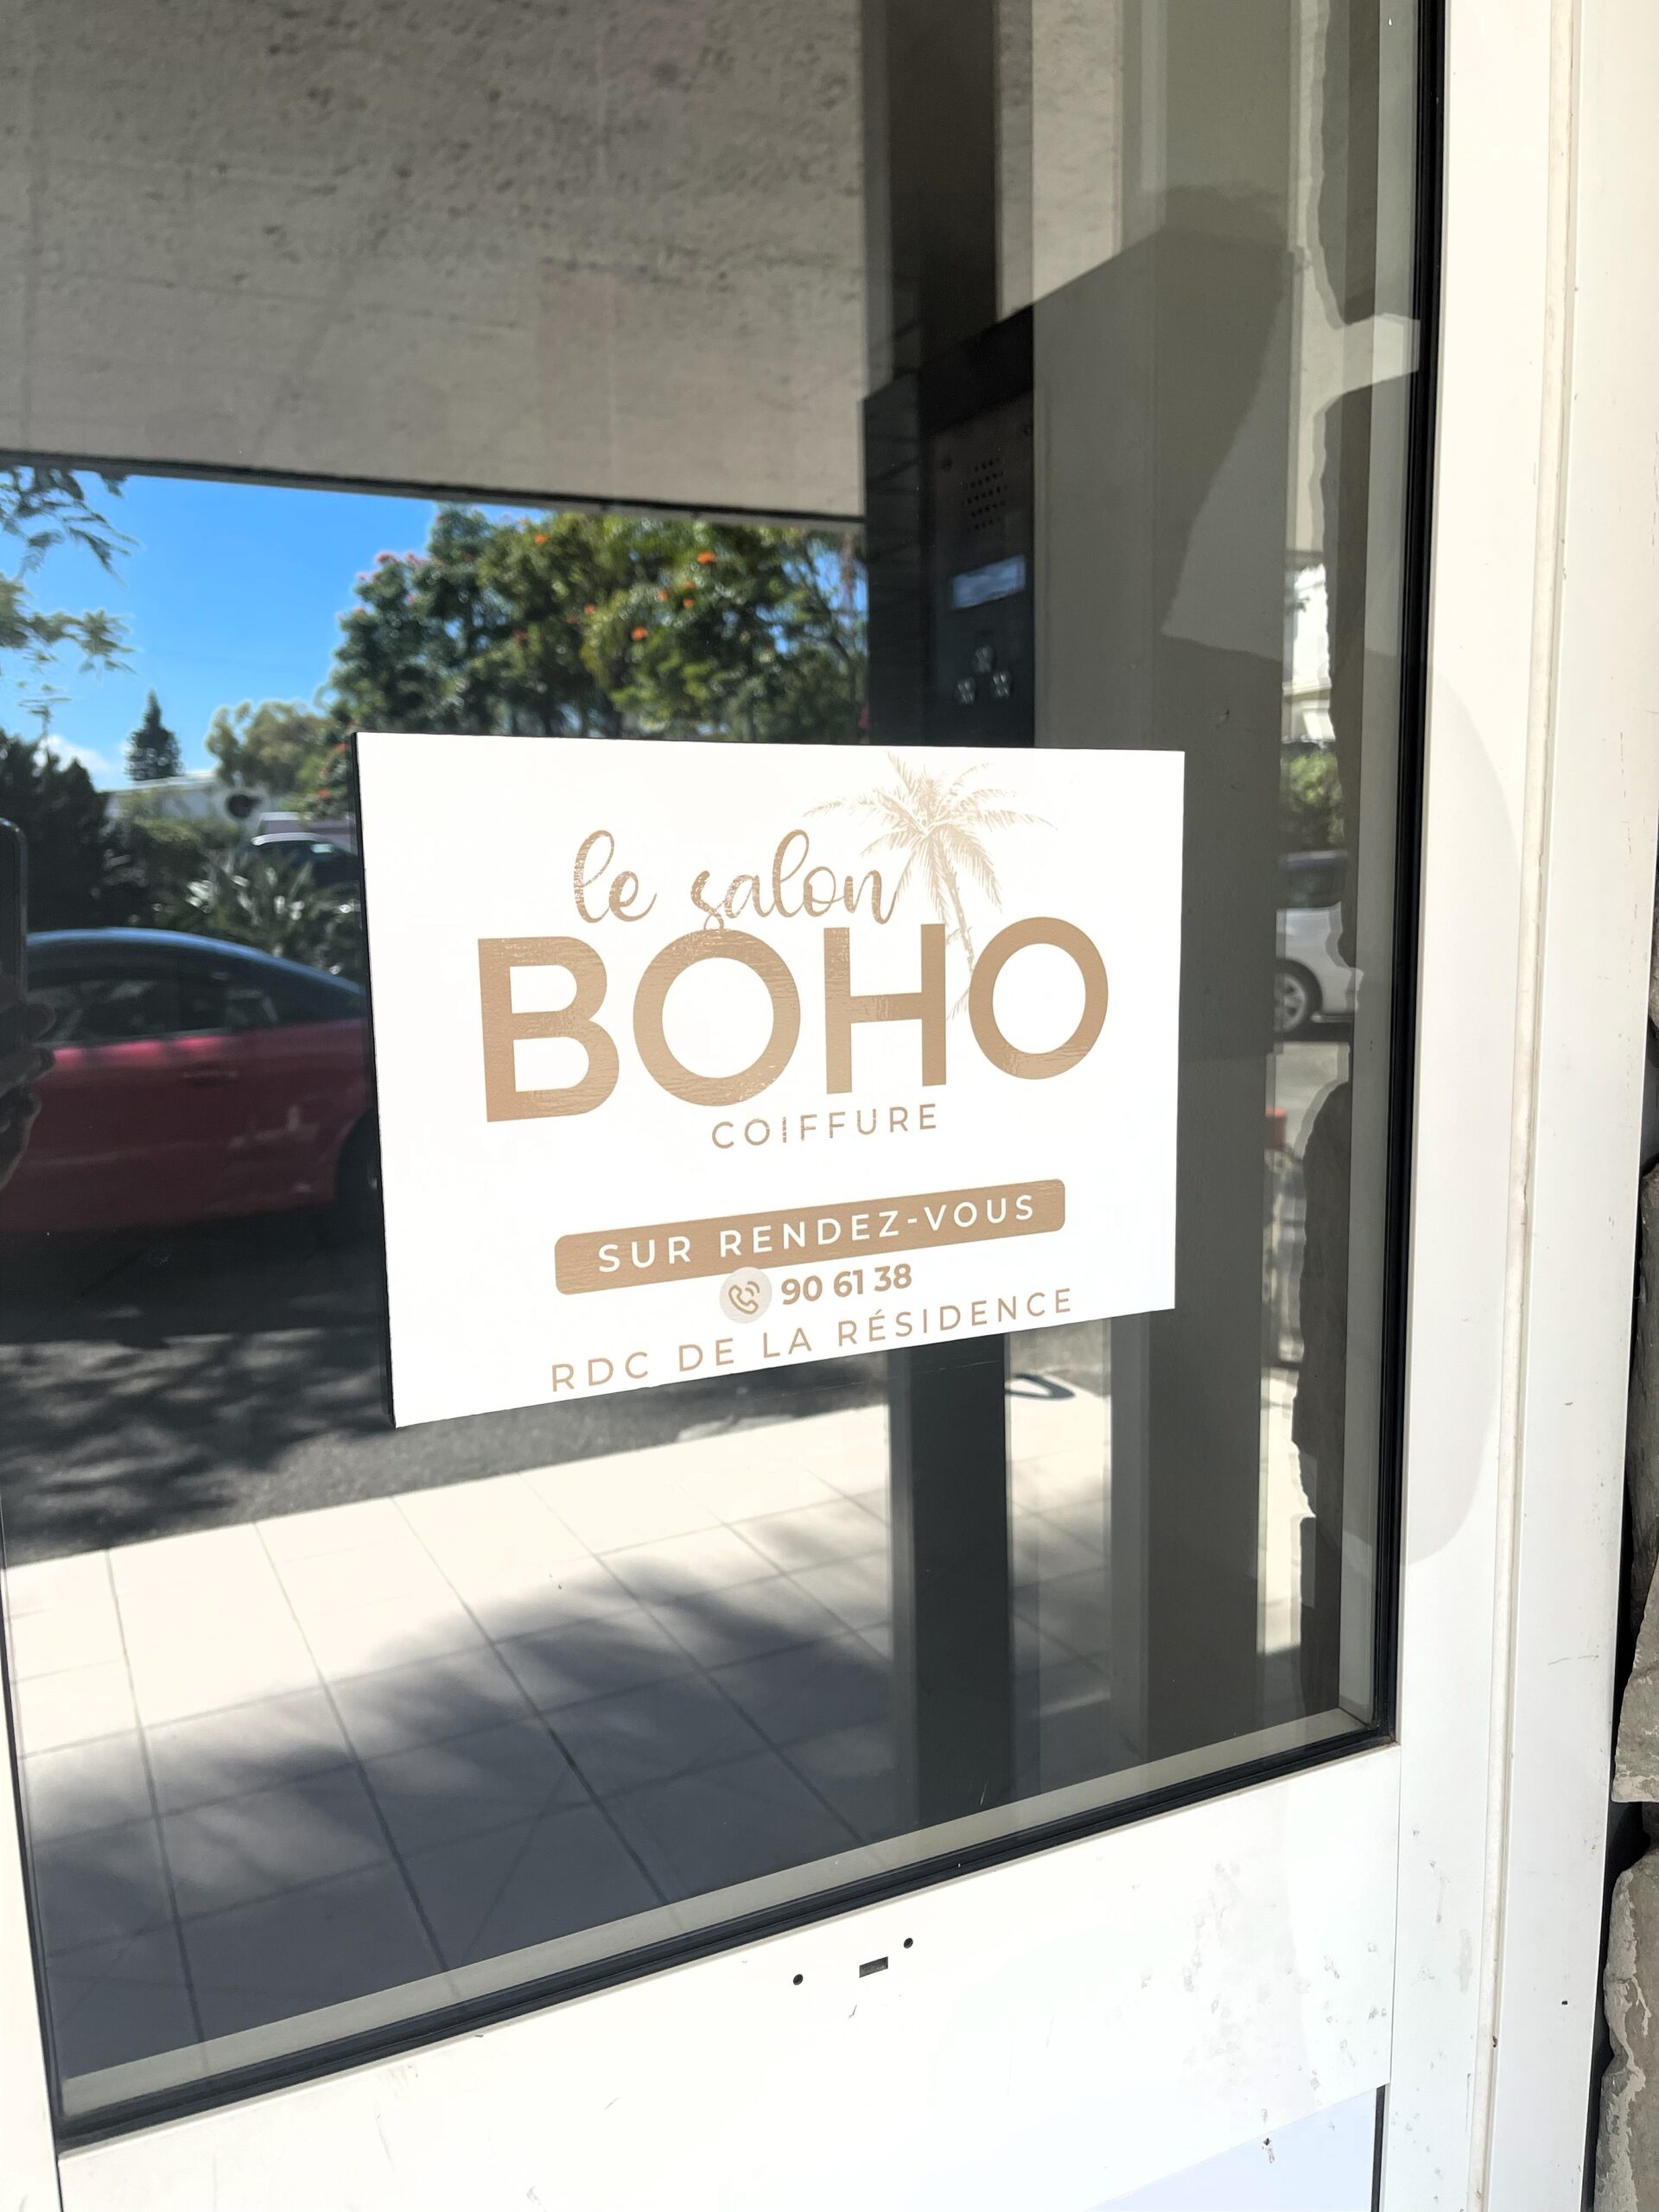 le salon
BOHO
COIFFURE
SUR RENDEZ-VOUS
90 61 38
RDC DE LA RÉSIDENCE